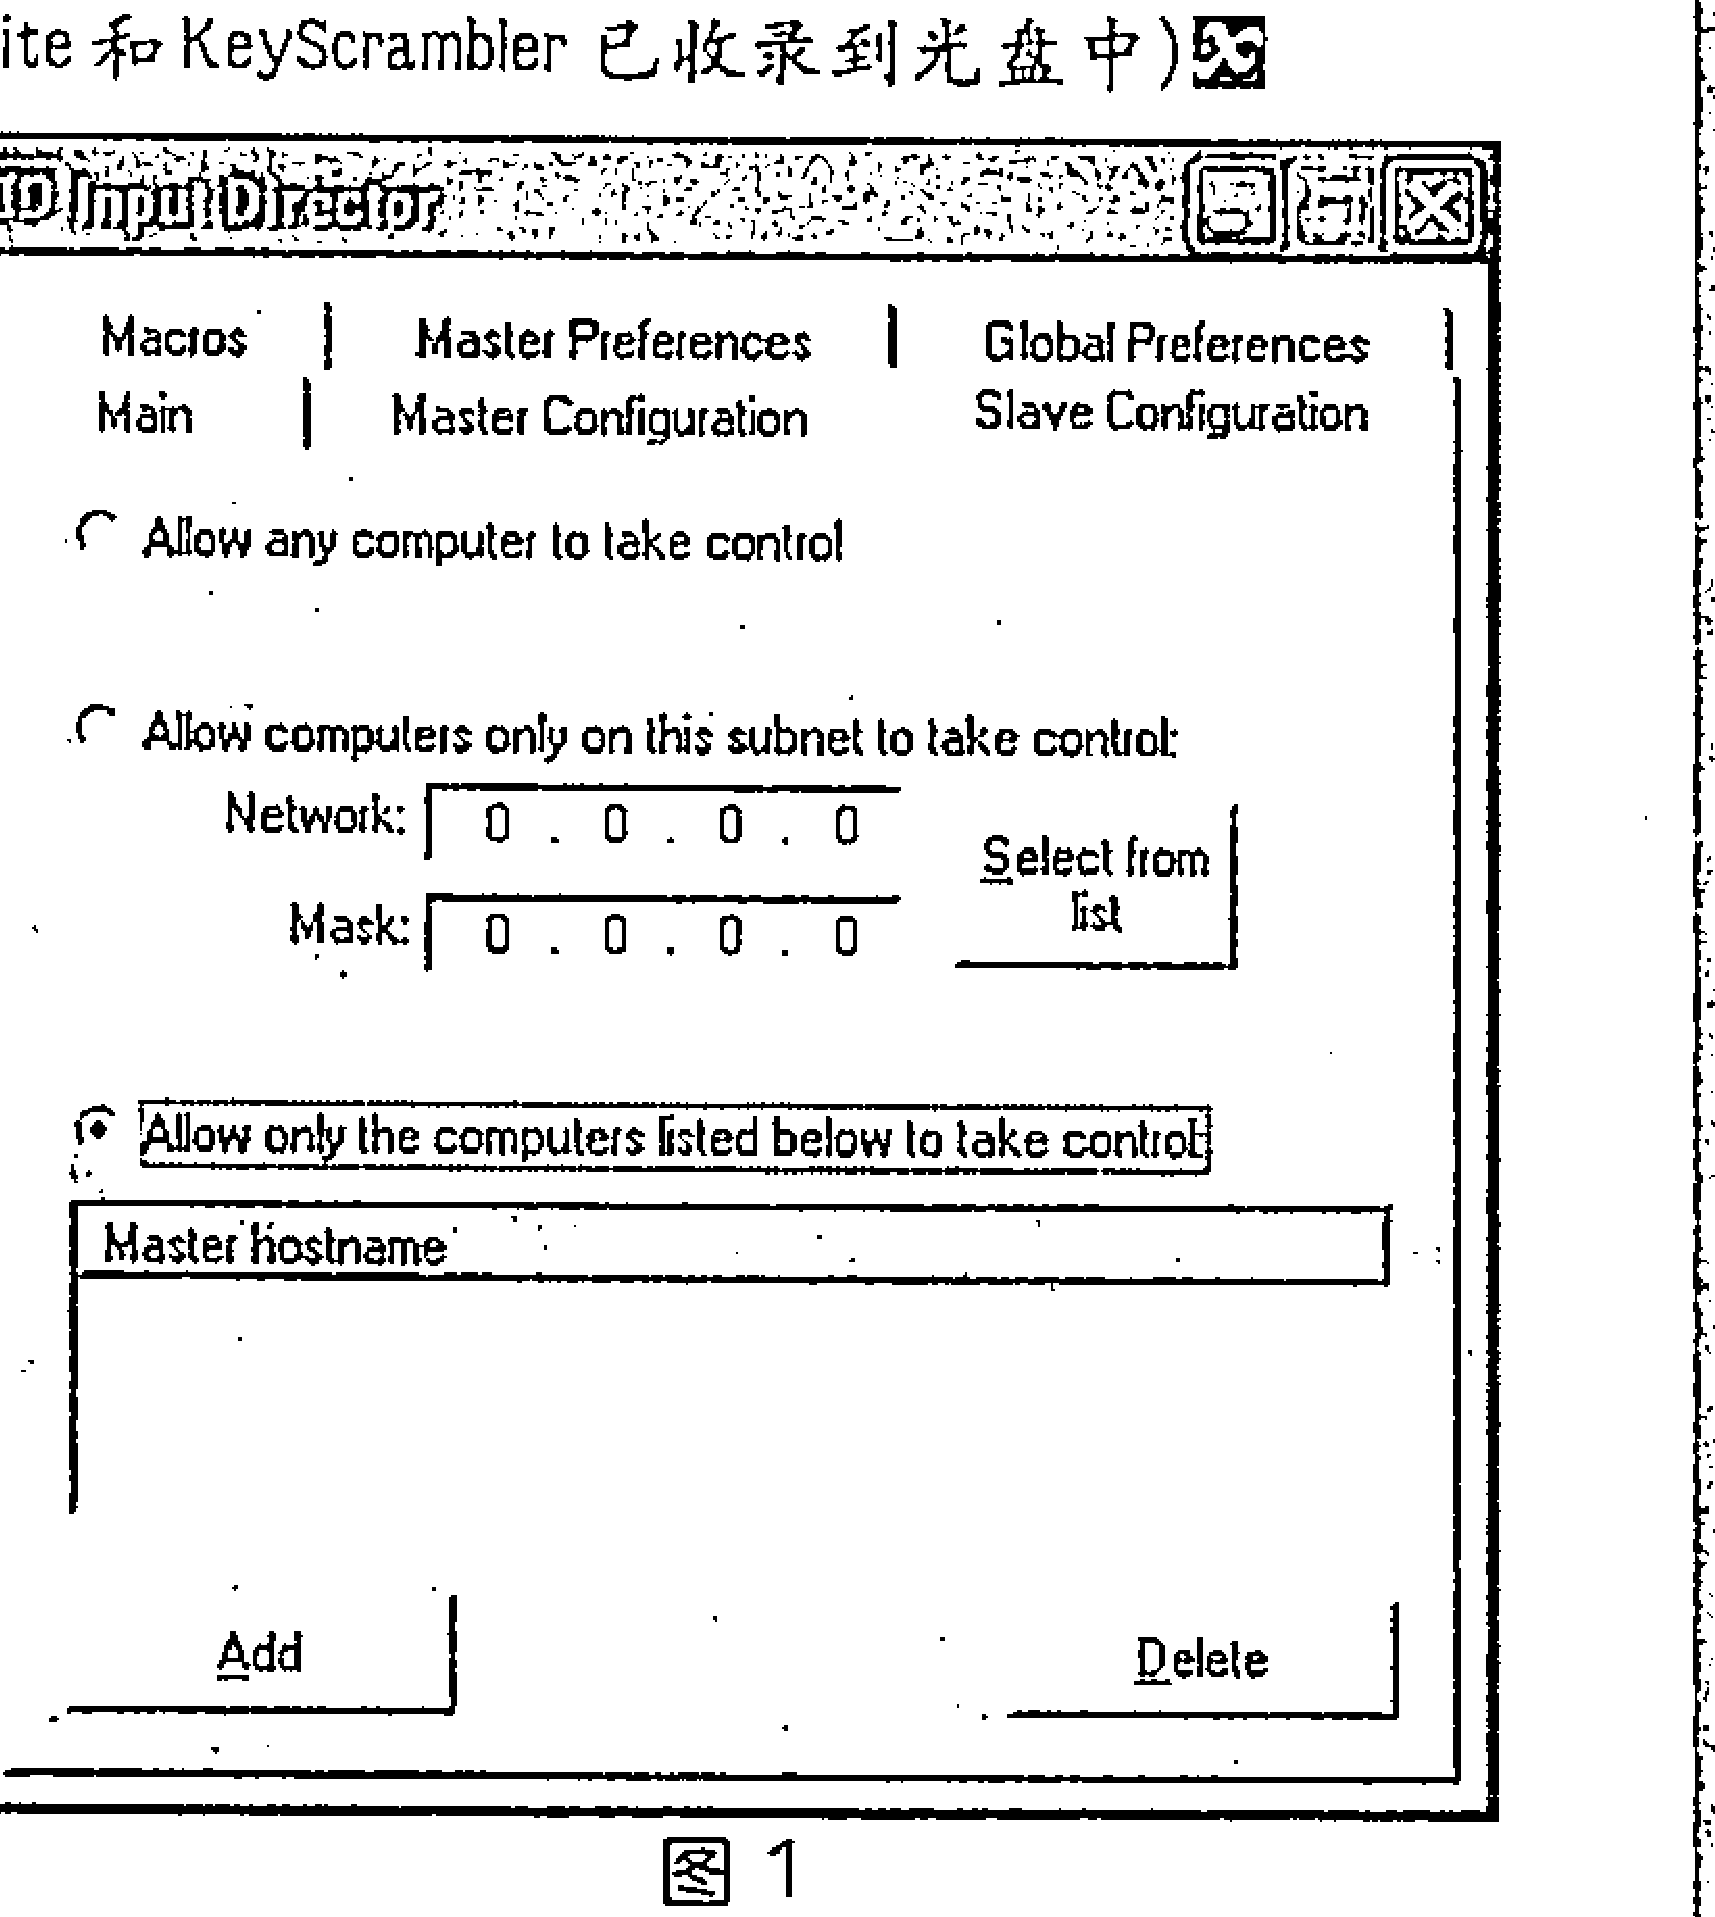 ite 和 KeyScrambler 已收录到光盘中)
Input Director
Macros Master Preferences Global Preferences
Main Master Configuration Slave Configuration
Allow any computer to take control
Allow computers only on this subnet to take control:
Network: 0 . 0 . 0 . 0
Select from
list
Mask: 0 . 0 . 0 . 0
Allow only the computers listed below to take control:
Master hostname
Add Delete
图 1